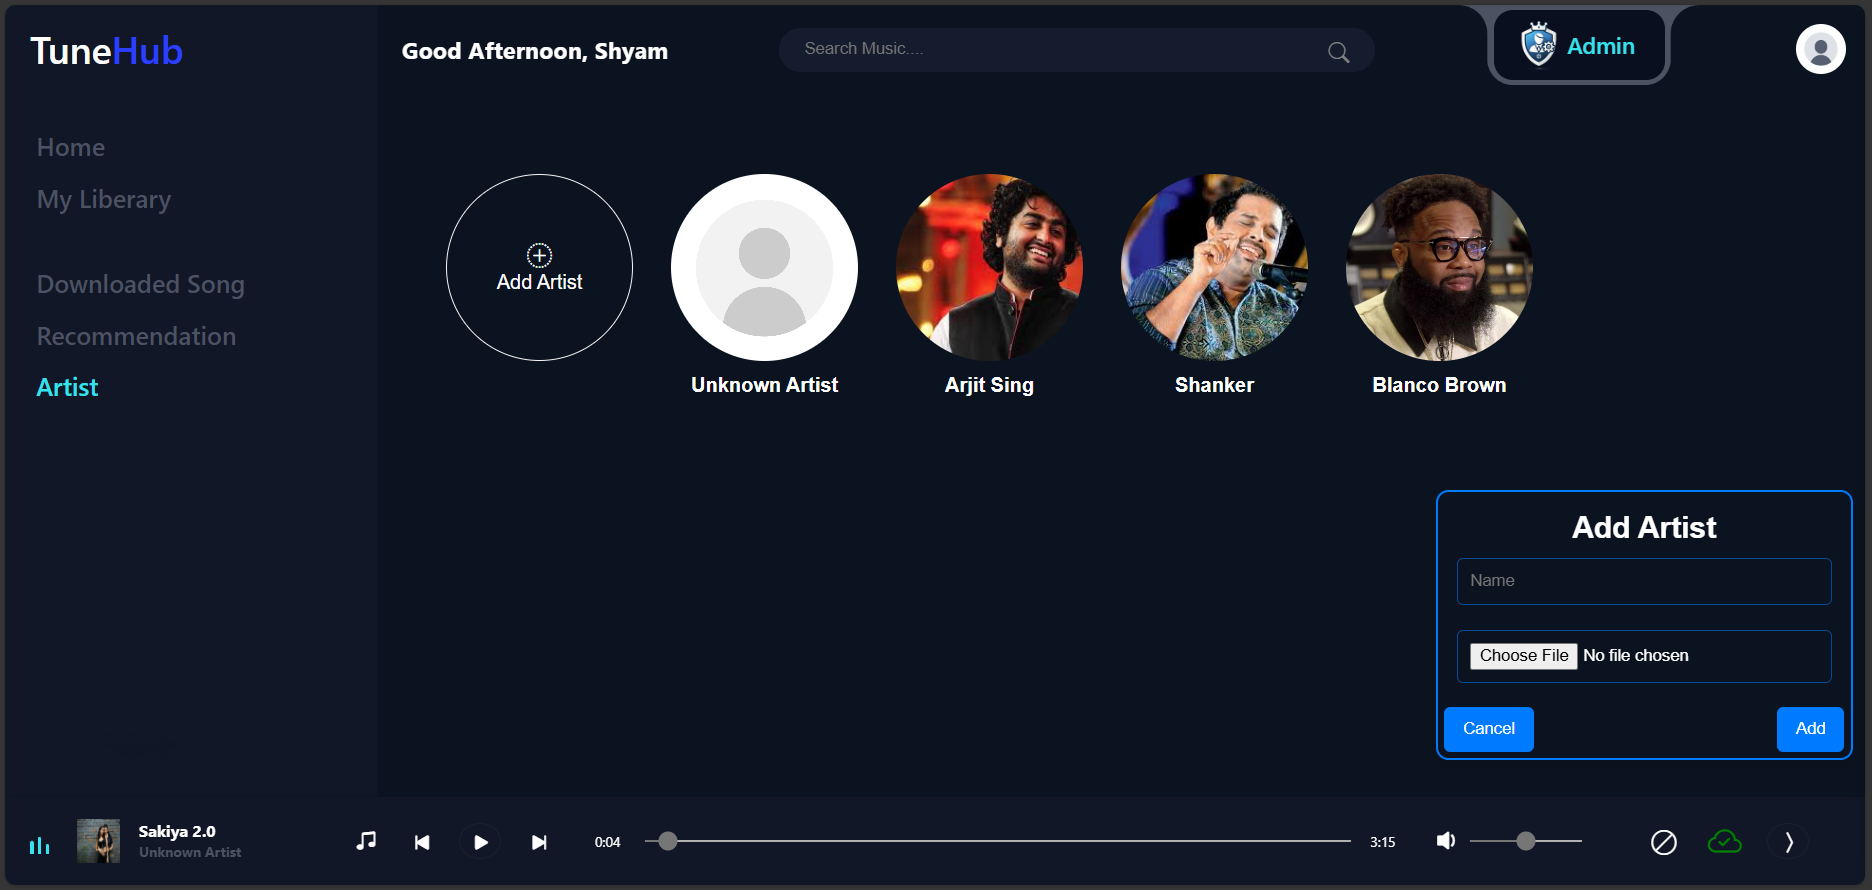 TuneHub
Good Afternoon, Shyam
Search Music....
Admin
Home
My Liberary
Downloaded Song
Recommendation
Artist
Add Artist
Unknown Artist
Arjit Sing
Shanker
Blanco Brown
Add Artist
Name
Choose File No file chosen
Cancel
Add
Sakiya 2.0
Unknown Artist
0:04
3:15